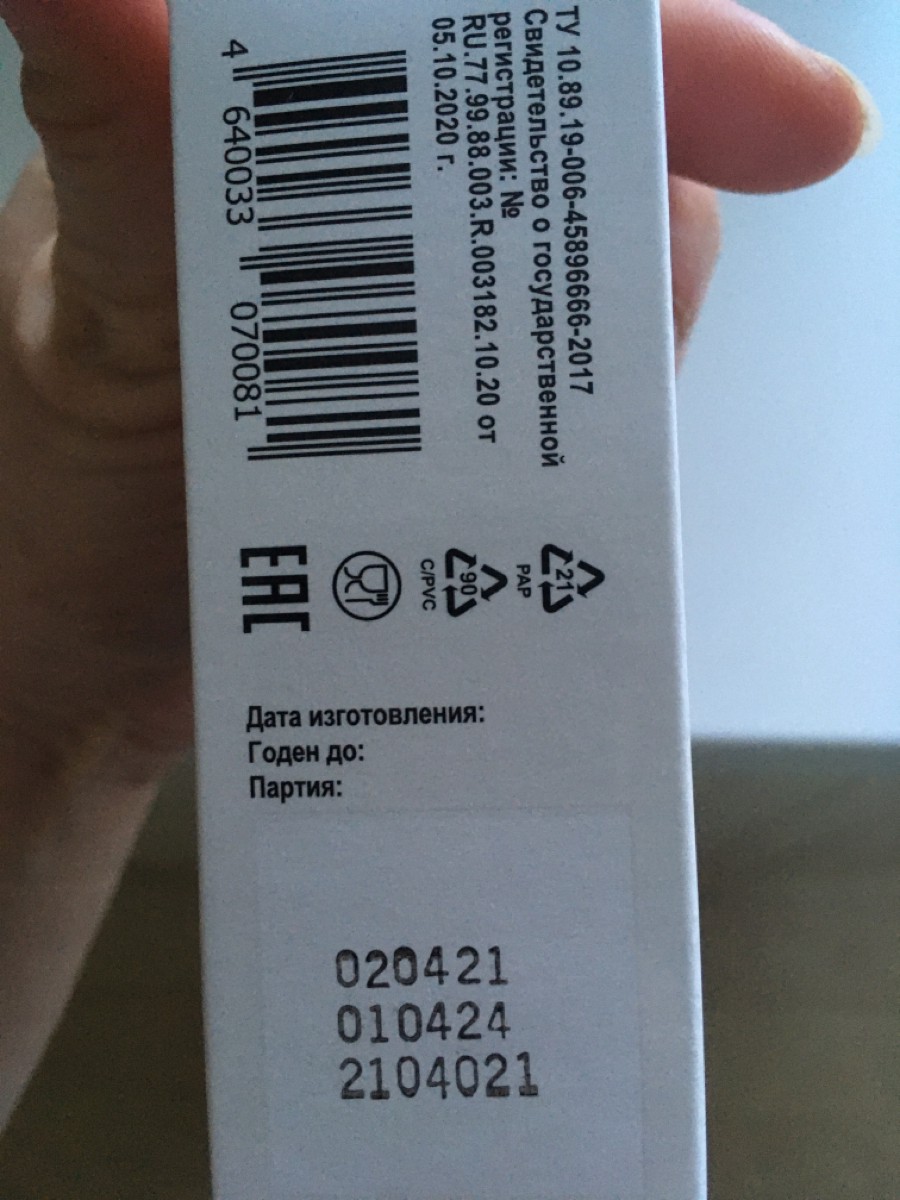 ТУ 10.89.19-006-45896666-2017
Свидетельство о государственной
регистрации: №
RU.77.99.88.003.R.003182.10.20 от
05.10.2020 г.
4 640033 070081
21
PAP
90
C/PVC
EAC
Дата изготовления:
Годен до:
Партия:
020421
010424
2104021